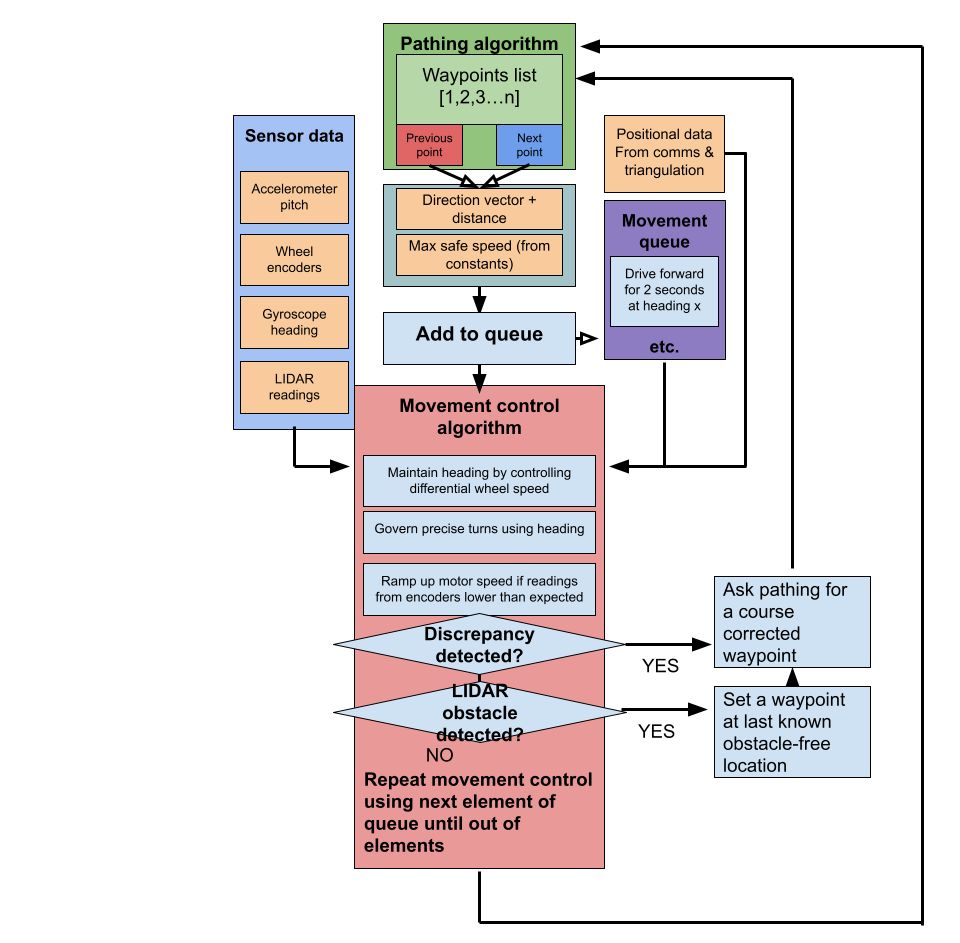 Pathing algorithm
Waypoints list
[1,2,3…n]
Previous
point
Next
point
Sensor data
Accelerometer
pitch
Wheel
encoders
Gyroscope
heading
LIDAR
readings
Direction vector +
distance
Max safe speed (from
constants)
Positional data
From comms &
triangulation
Movement
queue
Drive forward
for 2 seconds
at heading x
etc.
Add to queue
Movement control
algorithm
Maintain heading by controlling
differential wheel speed
Govern precise turns using heading
Ramp up motor speed if readings
from encoders lower than expected
Discrepancy
detected?
YES
Ask pathing for
a course
corrected
waypoint
LIDAR
obstacle
detected?
YES
Set a waypoint
at last known
obstacle-free
location
NO
Repeat movement control
using next element of
queue until out of
elements